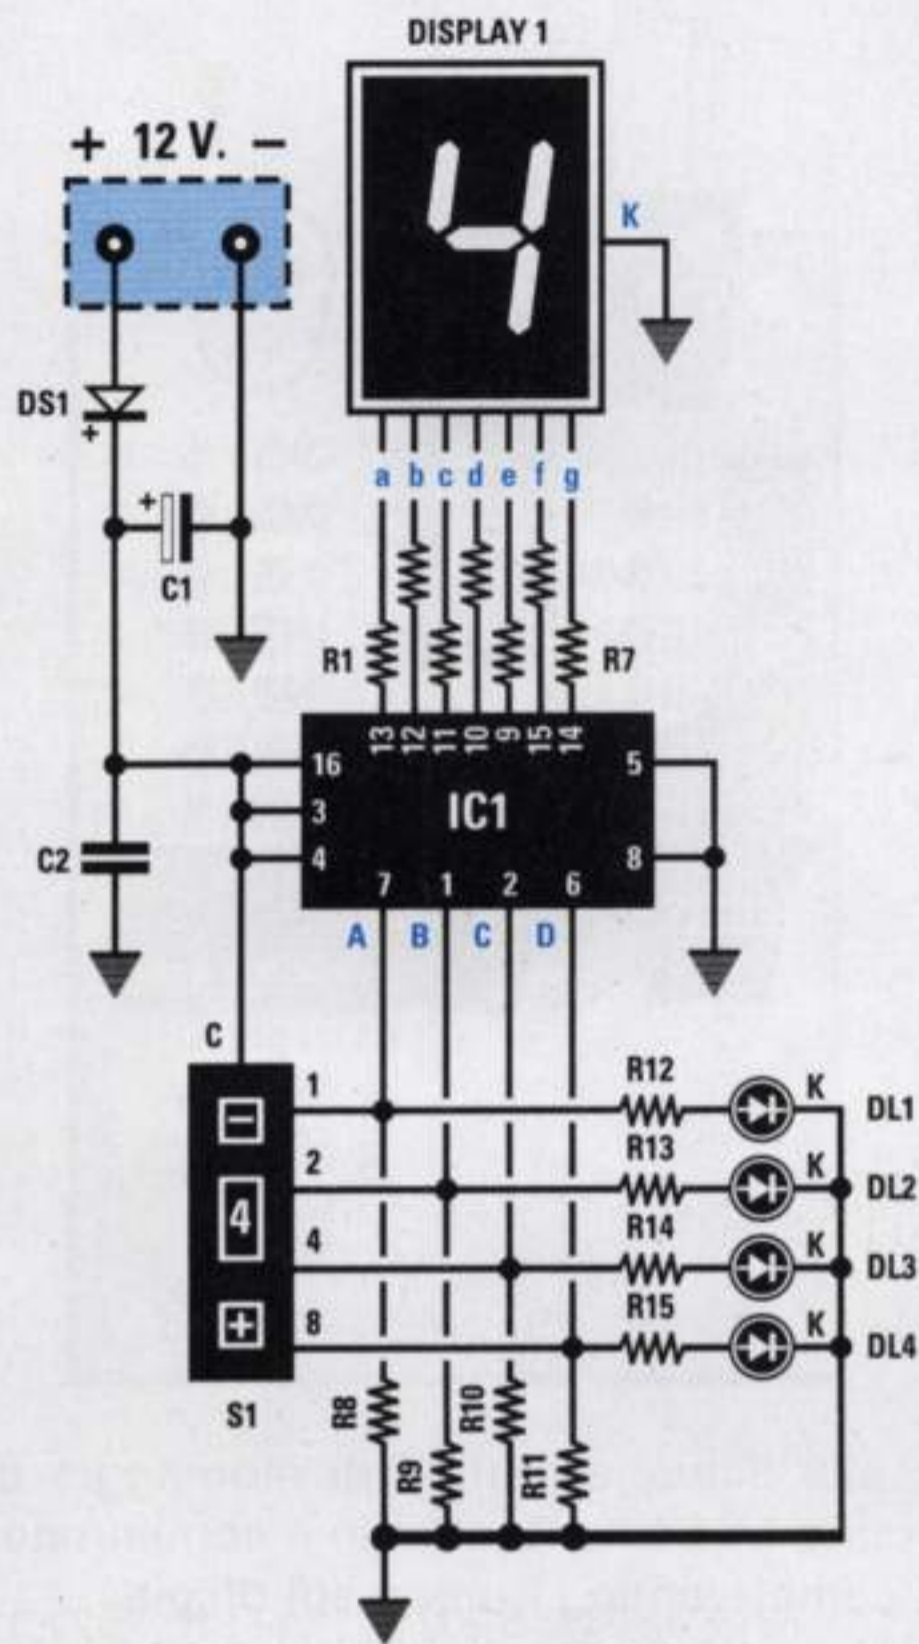 DISPLAY 1
+ 12 V. −
K
DS1
+
a b c d e f g
+
C1
R1
R7
13 12 11 10 9 15 14
16
5
3
IC1
C2
4
8
7 1 2 6
A B C D
C
1
R12
K
DL1
−
2
R13
K
DL2
4
4
R14
K
DL3
8
R15
K
DL4
+
S1
R8
R9
R10
R11